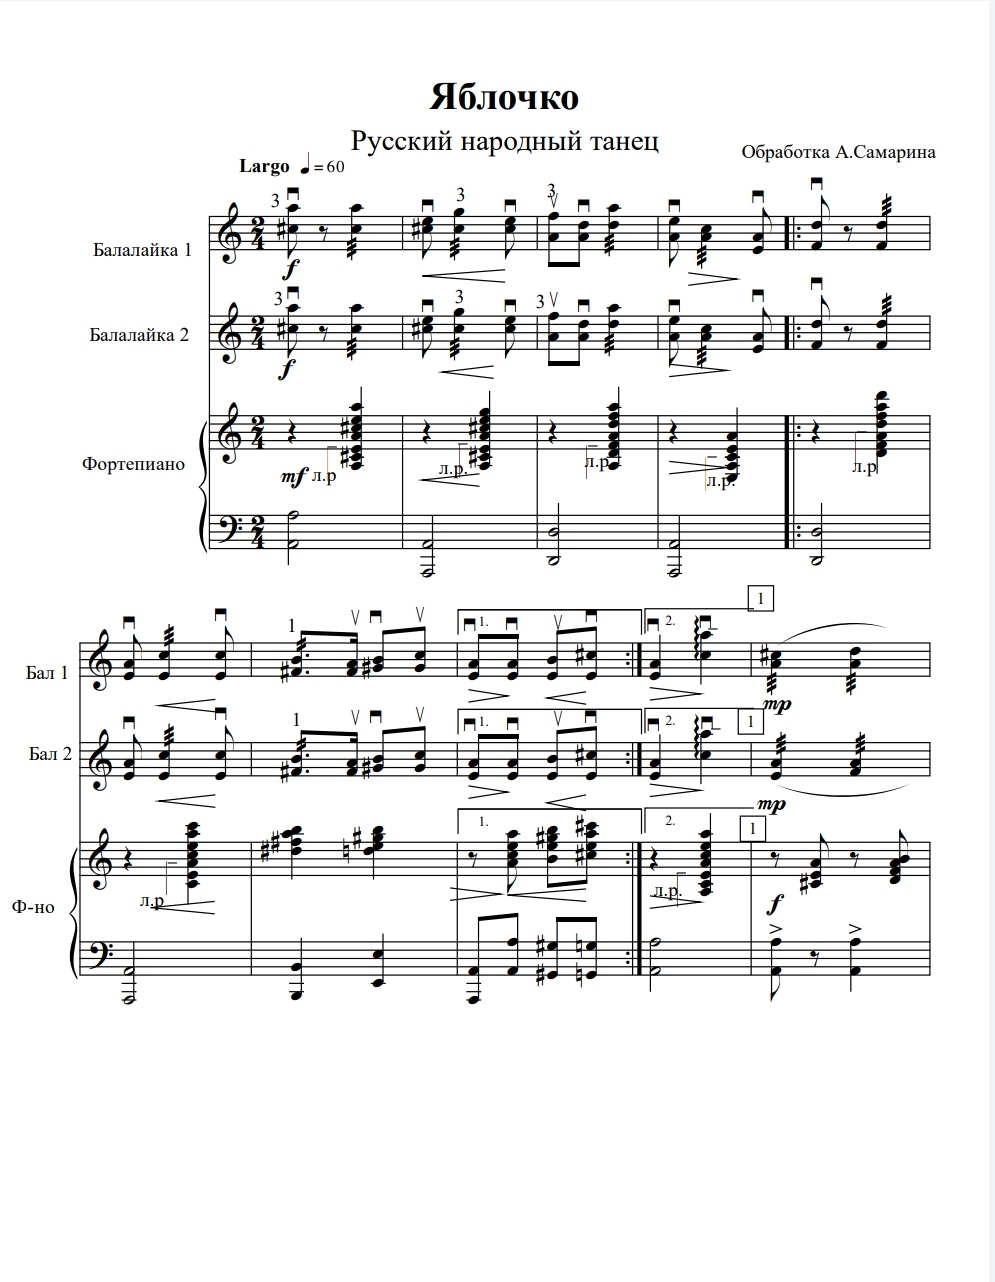 Яблочко
Русский народный танец
Обработка А.Самарина
Largo ♩ = 60
3 3 3
Балалайка 1
f
3 3 3
Балалайка 2
f
Фортепиано
mf л.р л.р. л.р. л.р. л.р
1
1 1. 2.
Бал 1
mp
1 1. 2. 1
Бал 2
mp
1. 2. 1
л.р л.р. f
Ф-но